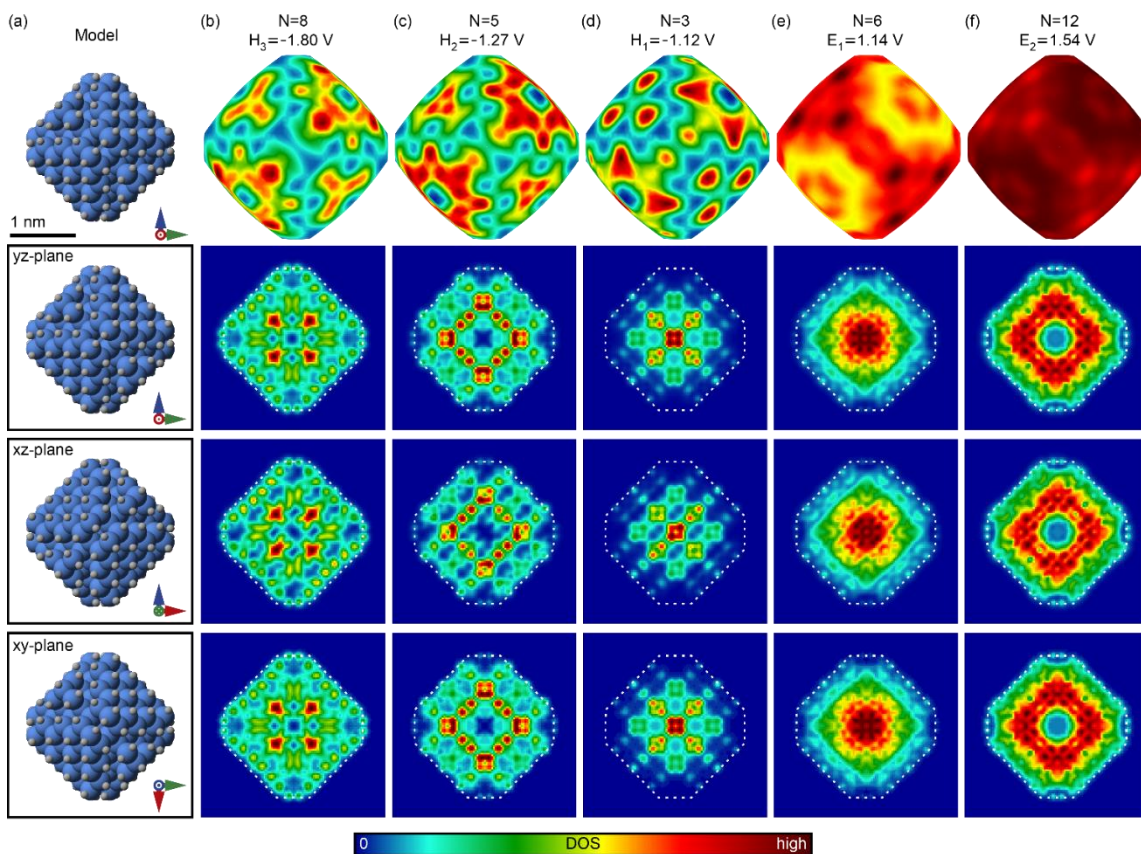 (a)
Model
(b) N=8
H₃=-1.80 V
(c) N=5
H₂=-1.27 V
(d) N=3
H₁=-1.12 V
(e) N=6
E₁=1.14 V
(f) N=12
E₂=1.54 V
1 nm
yz-plane
xz-plane
xy-plane
0 DOS high